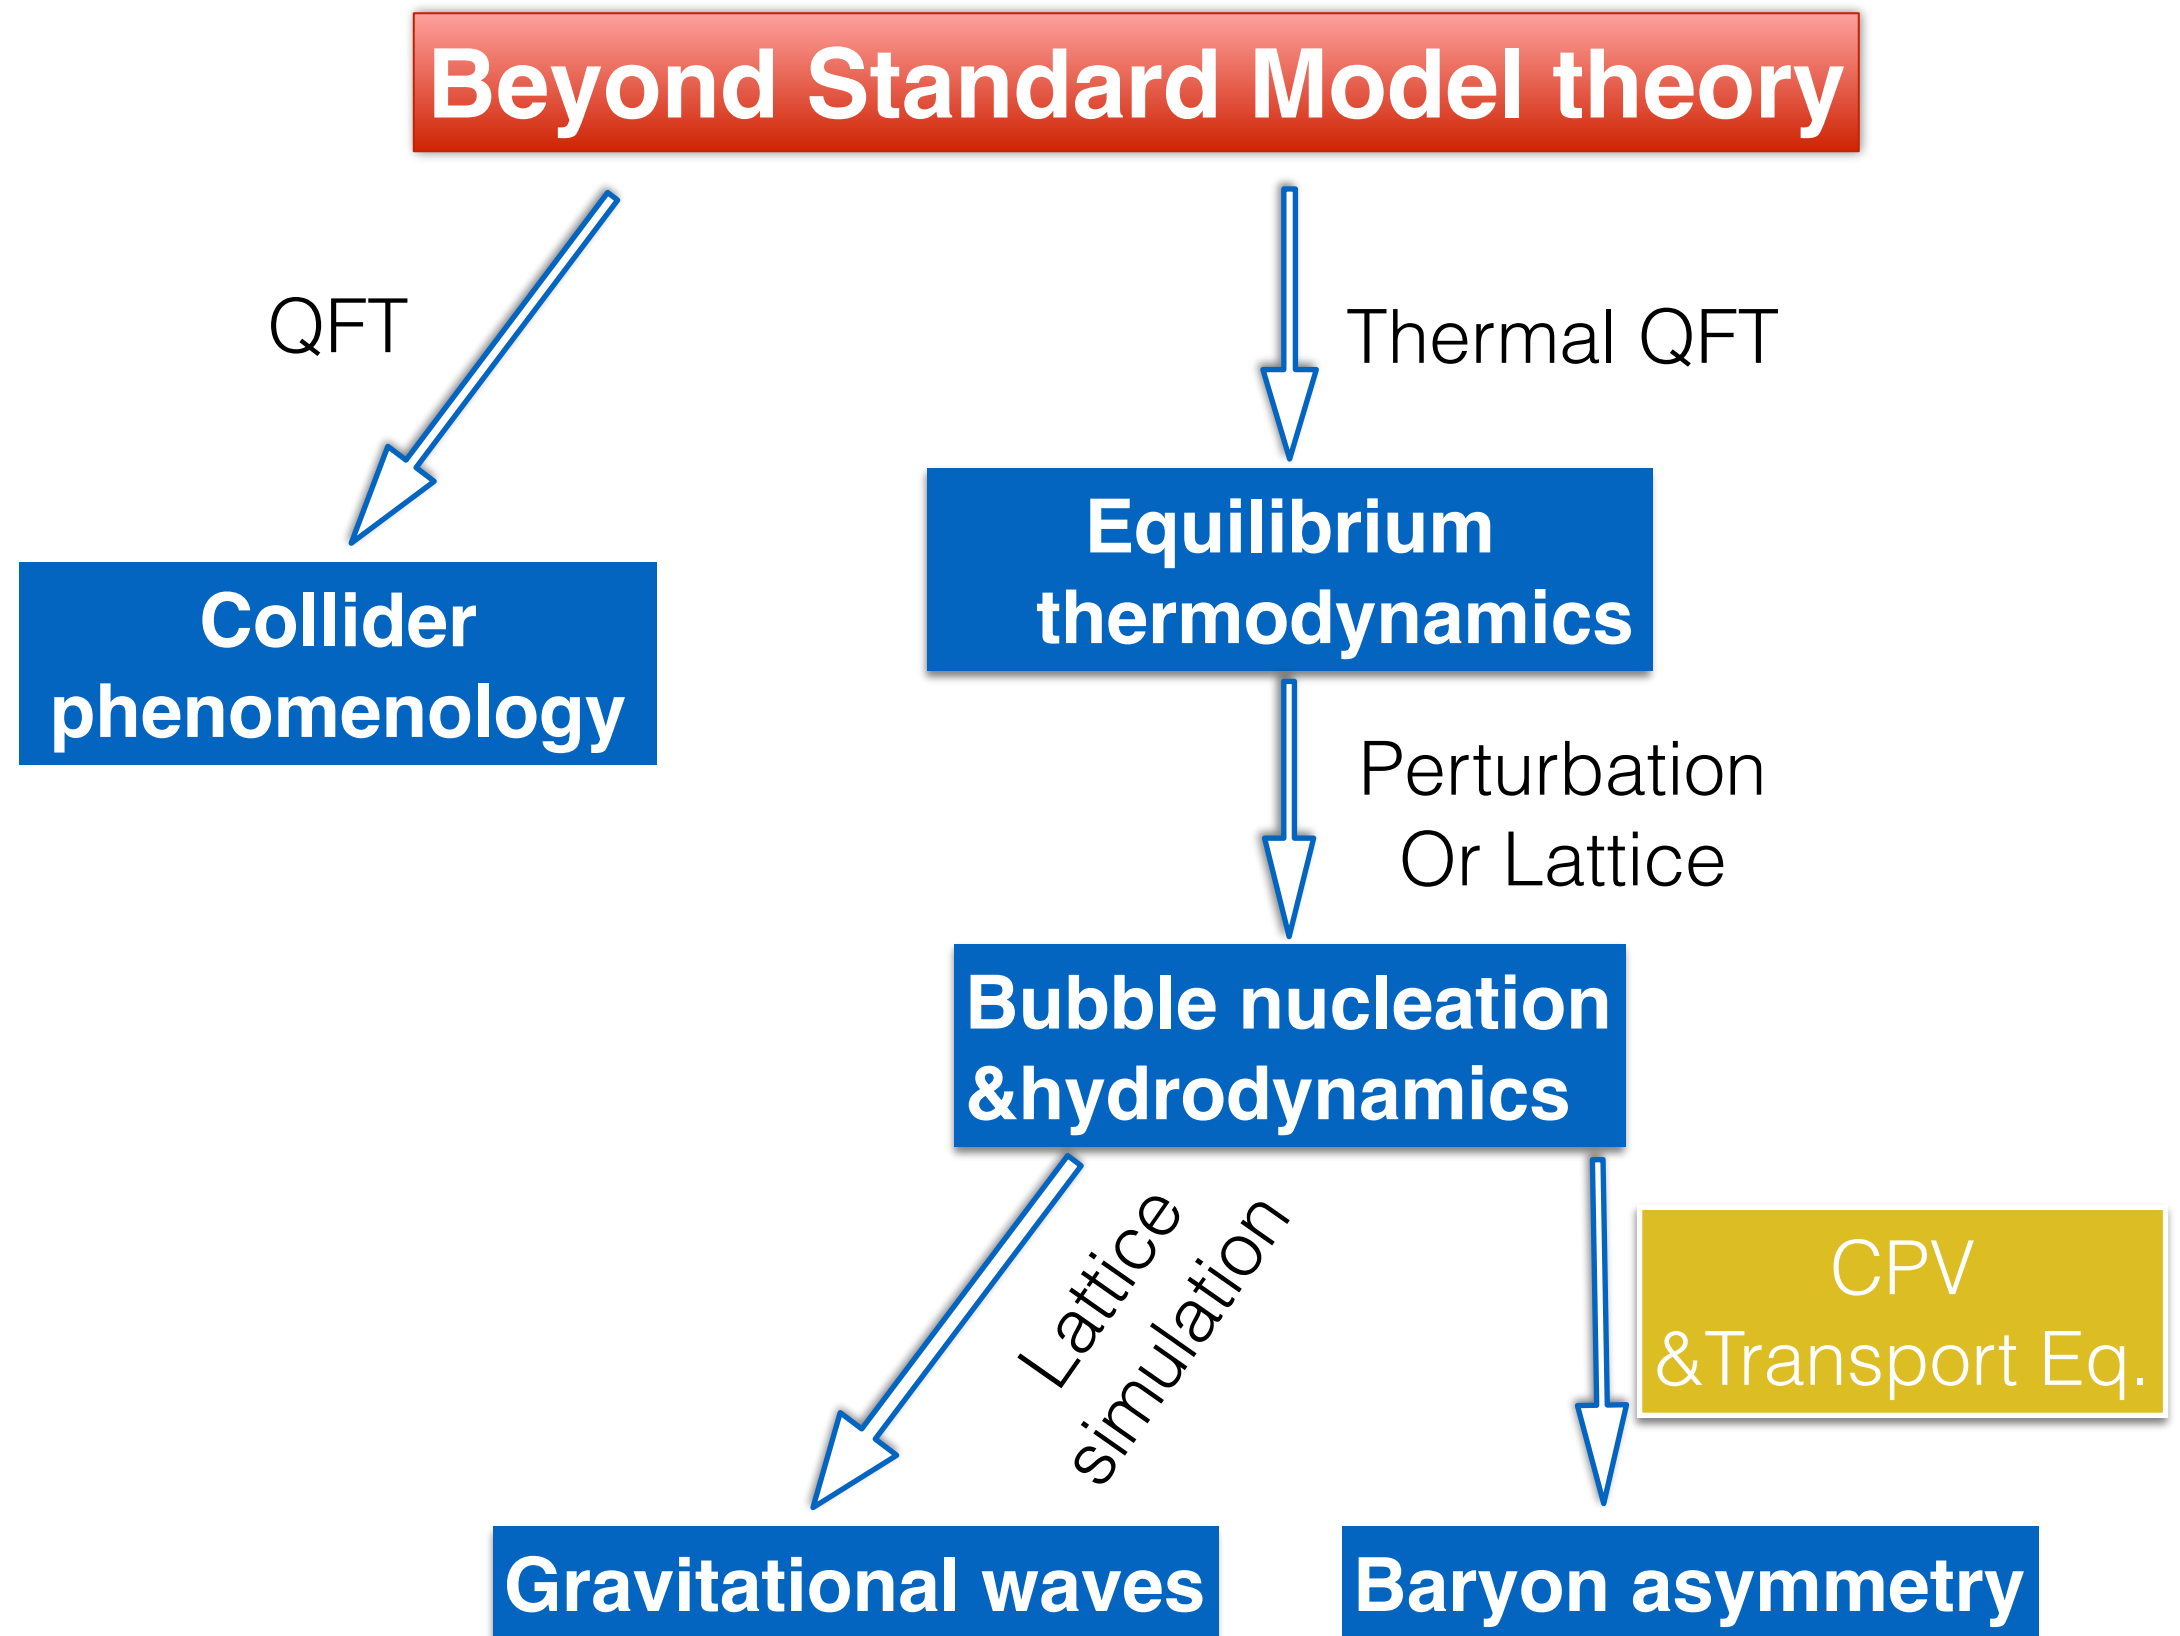 Beyond Standard Model theory
QFT
Thermal QFT
Equilibrium
thermodynamics
Collider
phenomenology
Perturbation
Or Lattice
Bubble nucleation
&hydrodynamics
Lattice
simulation
CPV
&Transport Eq.
Gravitational waves
Baryon asymmetry